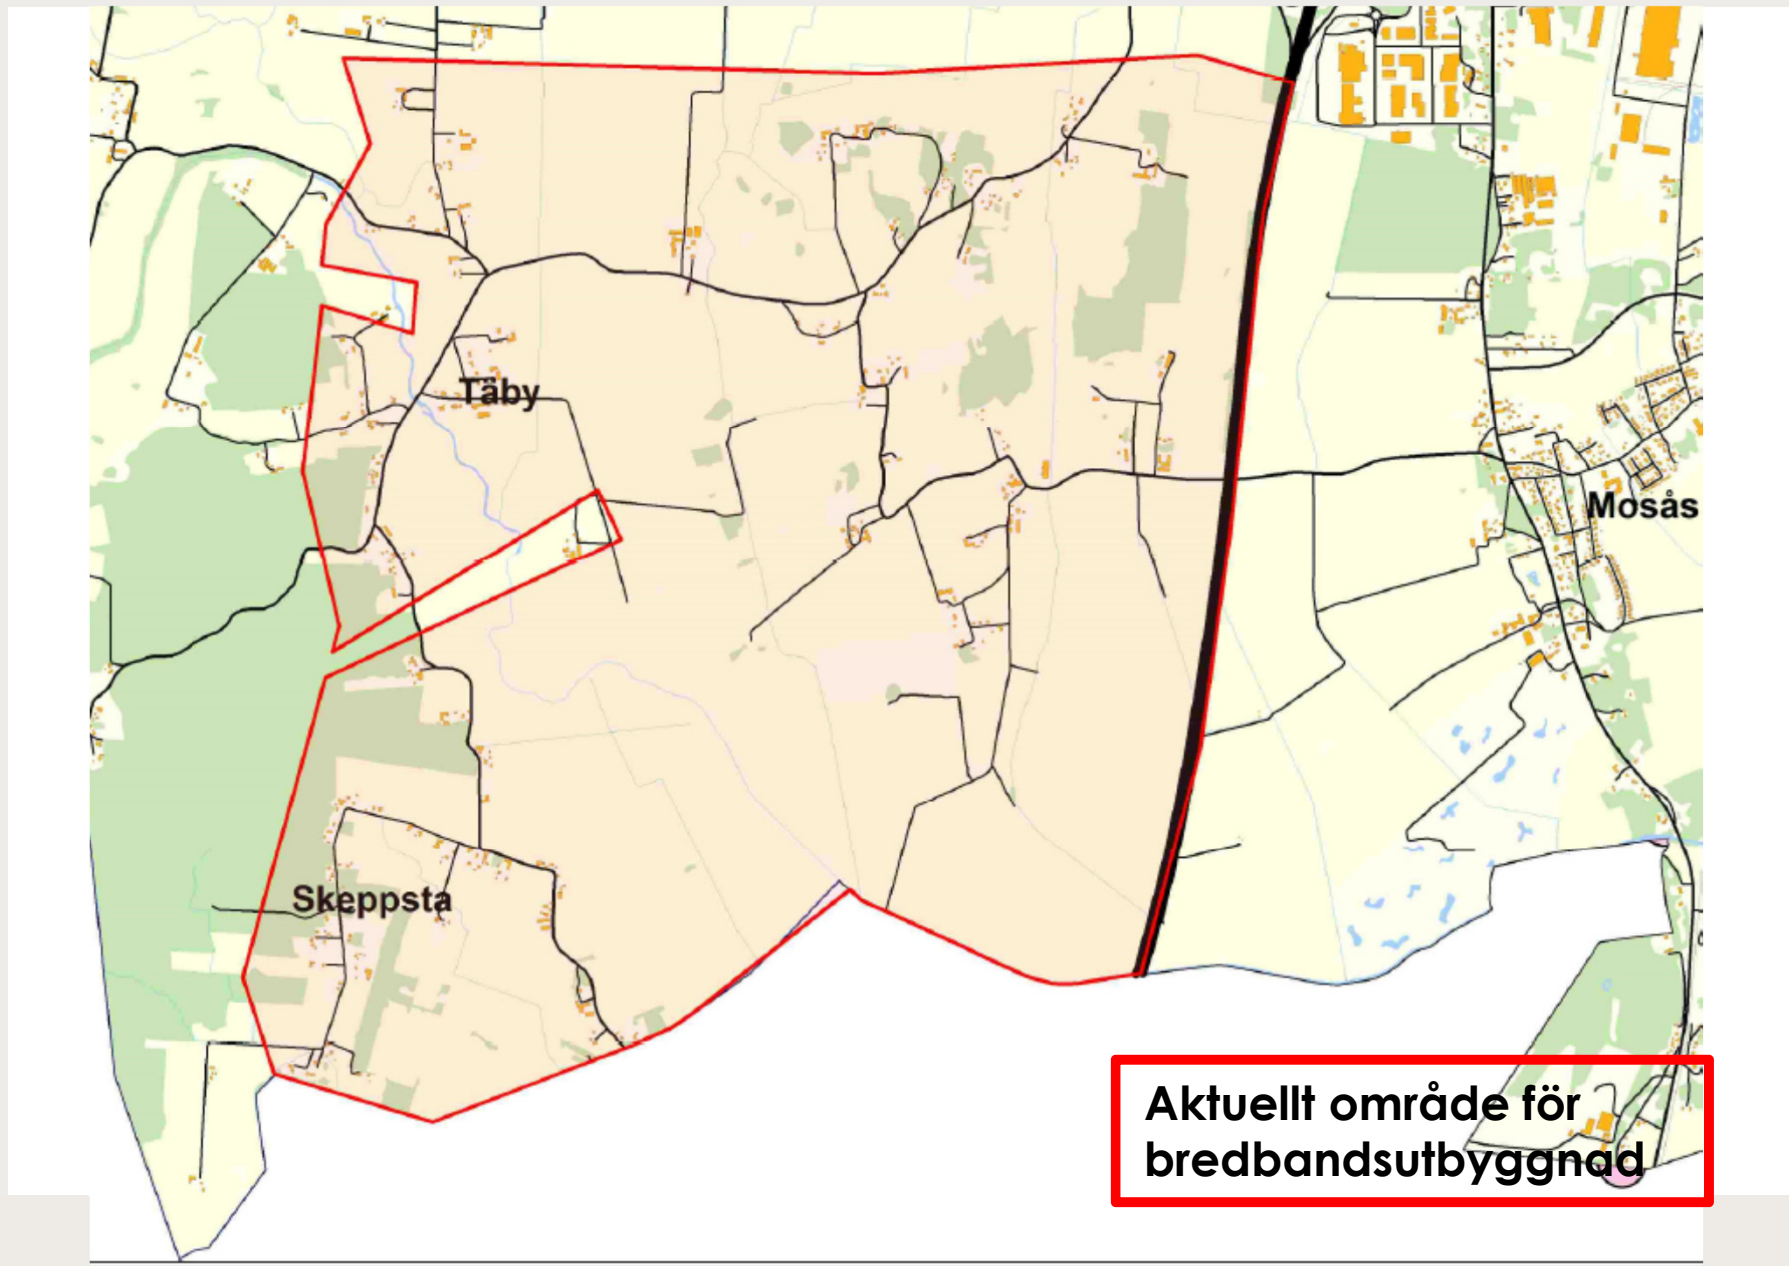 Täby
Mosås
Skeppsta
Aktuellt område för
bredbandsutbyggnad